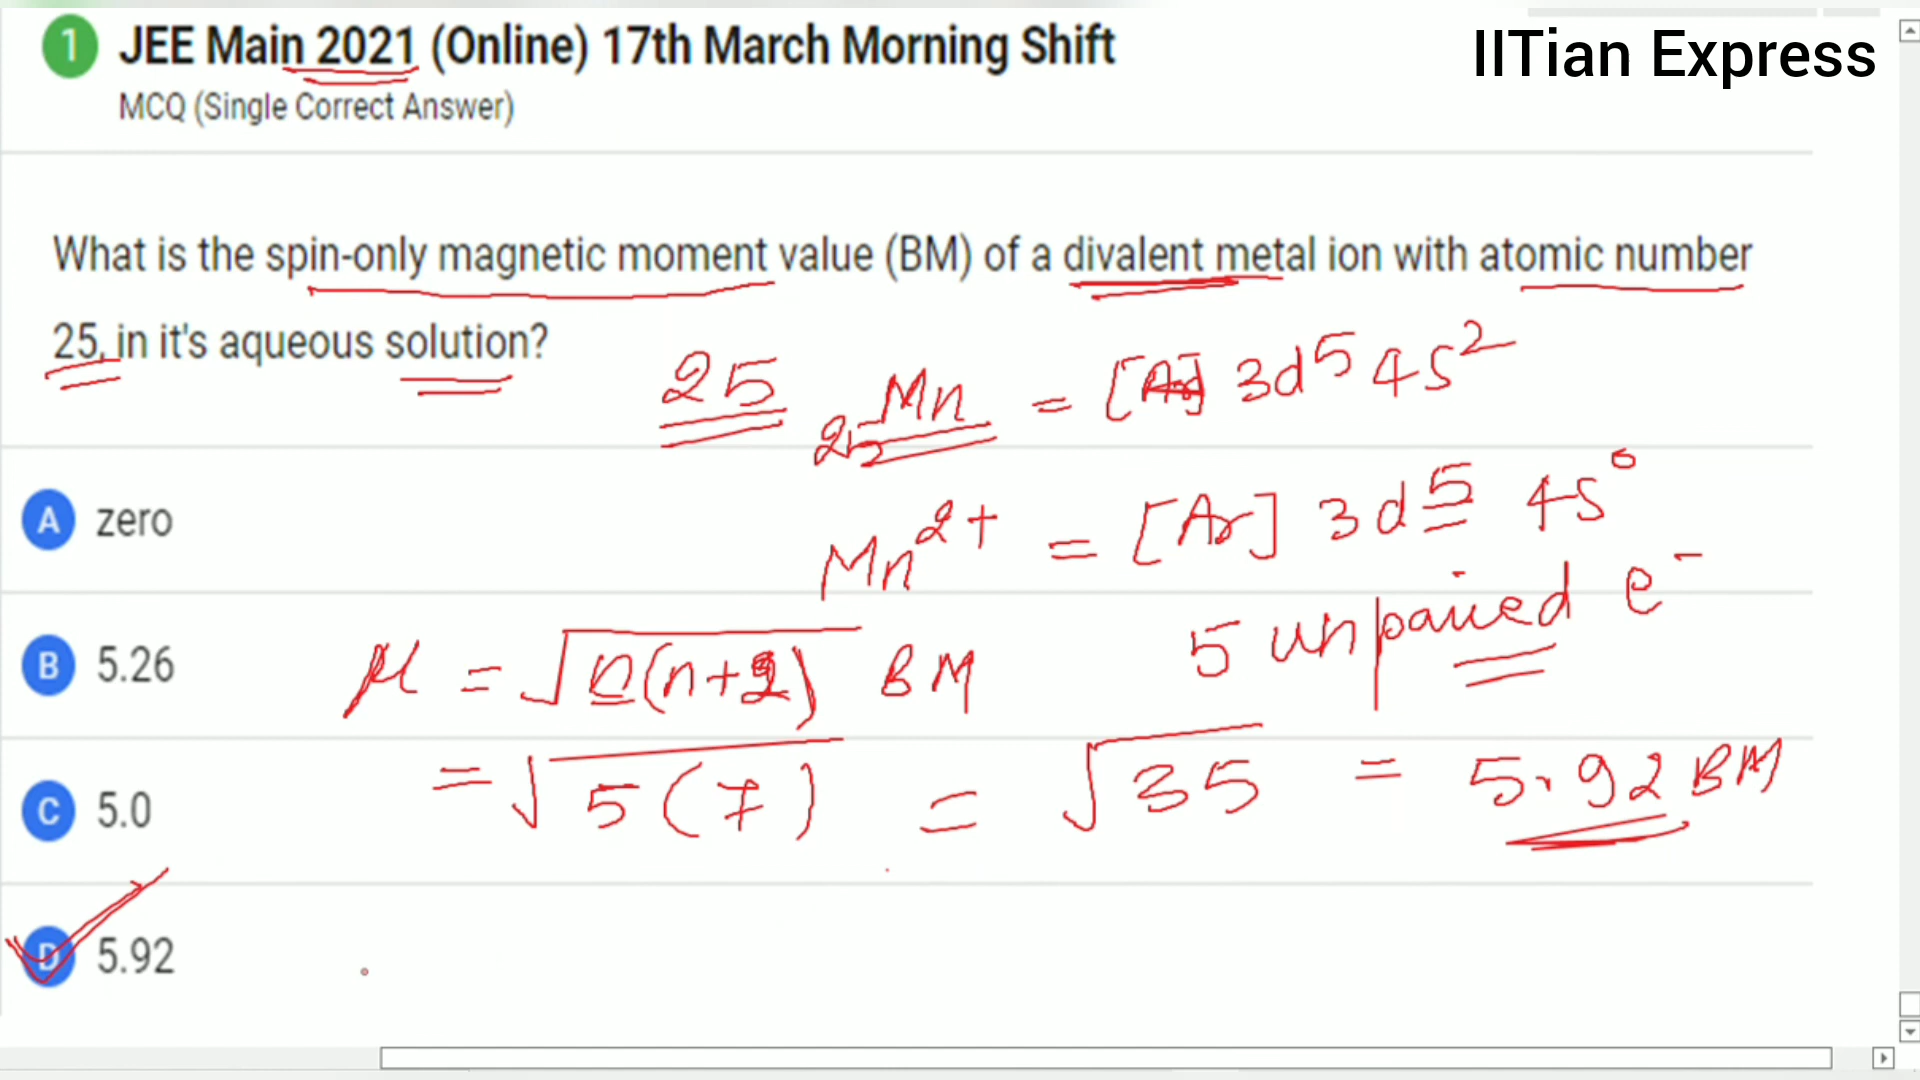 1 JEE Main 2021 (Online) 17th March Morning Shift
IITian Express
MCQ (Single Correct Answer)
What is the spin-only magnetic moment value (BM) of a divalent metal ion with atomic number
25, in it's aqueous solution?
25 ₂₅Mn = [Ar] 3d⁵ 4s²
A zero
Mn²⁺ = [Ar] 3d⁵ 4s⁰
5 unpaired e⁻
B 5.26
μ = √n(n+2) BM
C 5.0
= √5(7) = √35 = 5.92 BM
D 5.92